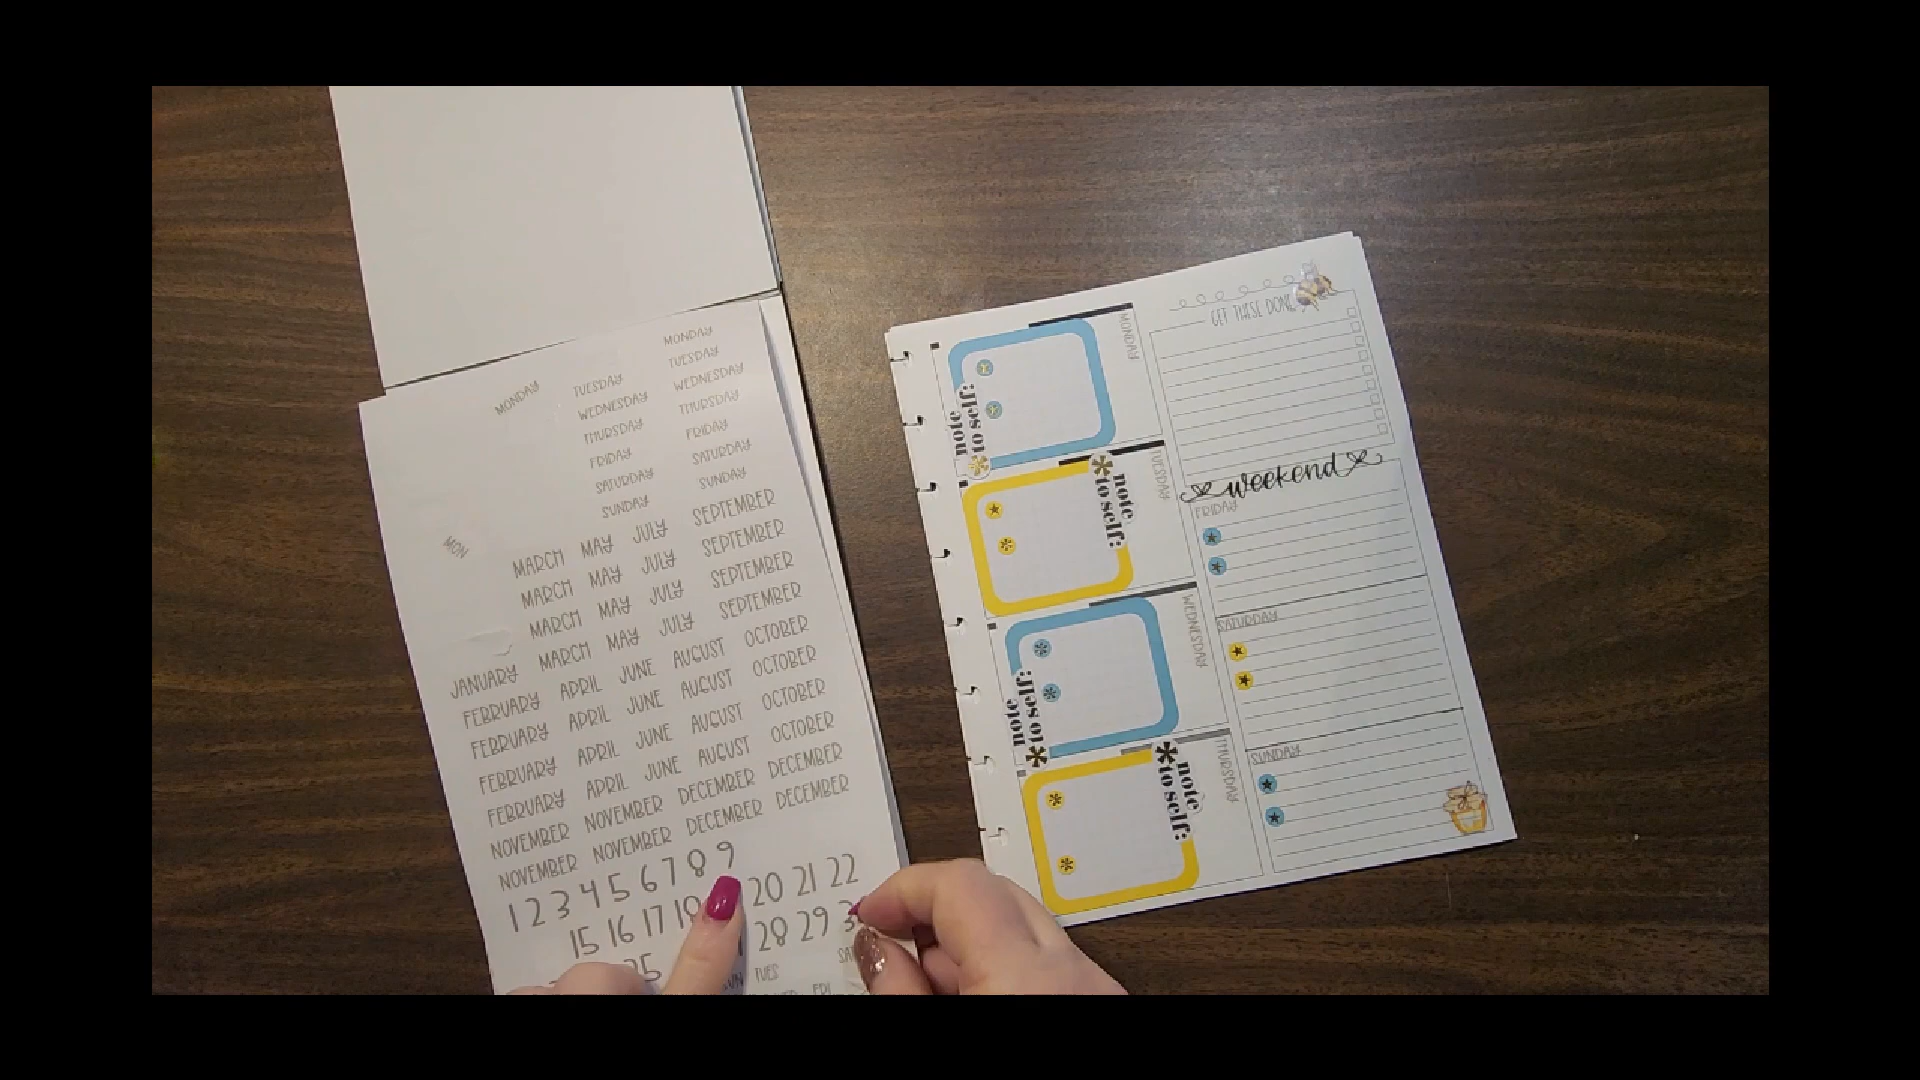 MONDAY
MONDAY TUESDAY TUESDAY
WEDNESDAY WEDNESDAY
THURSDAY THURSDAY
FRIDAY FRIDAY
SATURDAY SATURDAY
SUNDAY SUNDAY
MON
MARCH MAY JULY SEPTEMBER
MARCH MAY JULY SEPTEMBER
MARCH MAY JULY SEPTEMBER
JANUARY MARCH MAY JULY SEPTEMBER
FEBRUARY APRIL JUNE AUGUST OCTOBER
FEBRUARY APRIL JUNE AUGUST OCTOBER
FEBRUARY APRIL JUNE AUGUST OCTOBER
FEBRUARY APRIL JUNE AUGUST OCTOBER
NOVEMBER NOVEMBER DECEMBER DECEMBER
NOVEMBER NOVEMBER DECEMBER DECEMBER
1 2 3 4 5 6 7 8 9
15 16 17 18 20 21 22
25 28 29
TUES
FRI
MONDAY
note
to self:
TUESDAY
note
to self:
WEDNESDAY
note
to self:
THURSDAY
note
to self:
GET THESE DONE
weekend
FRIDAY
SATURDAY
SUNDAY